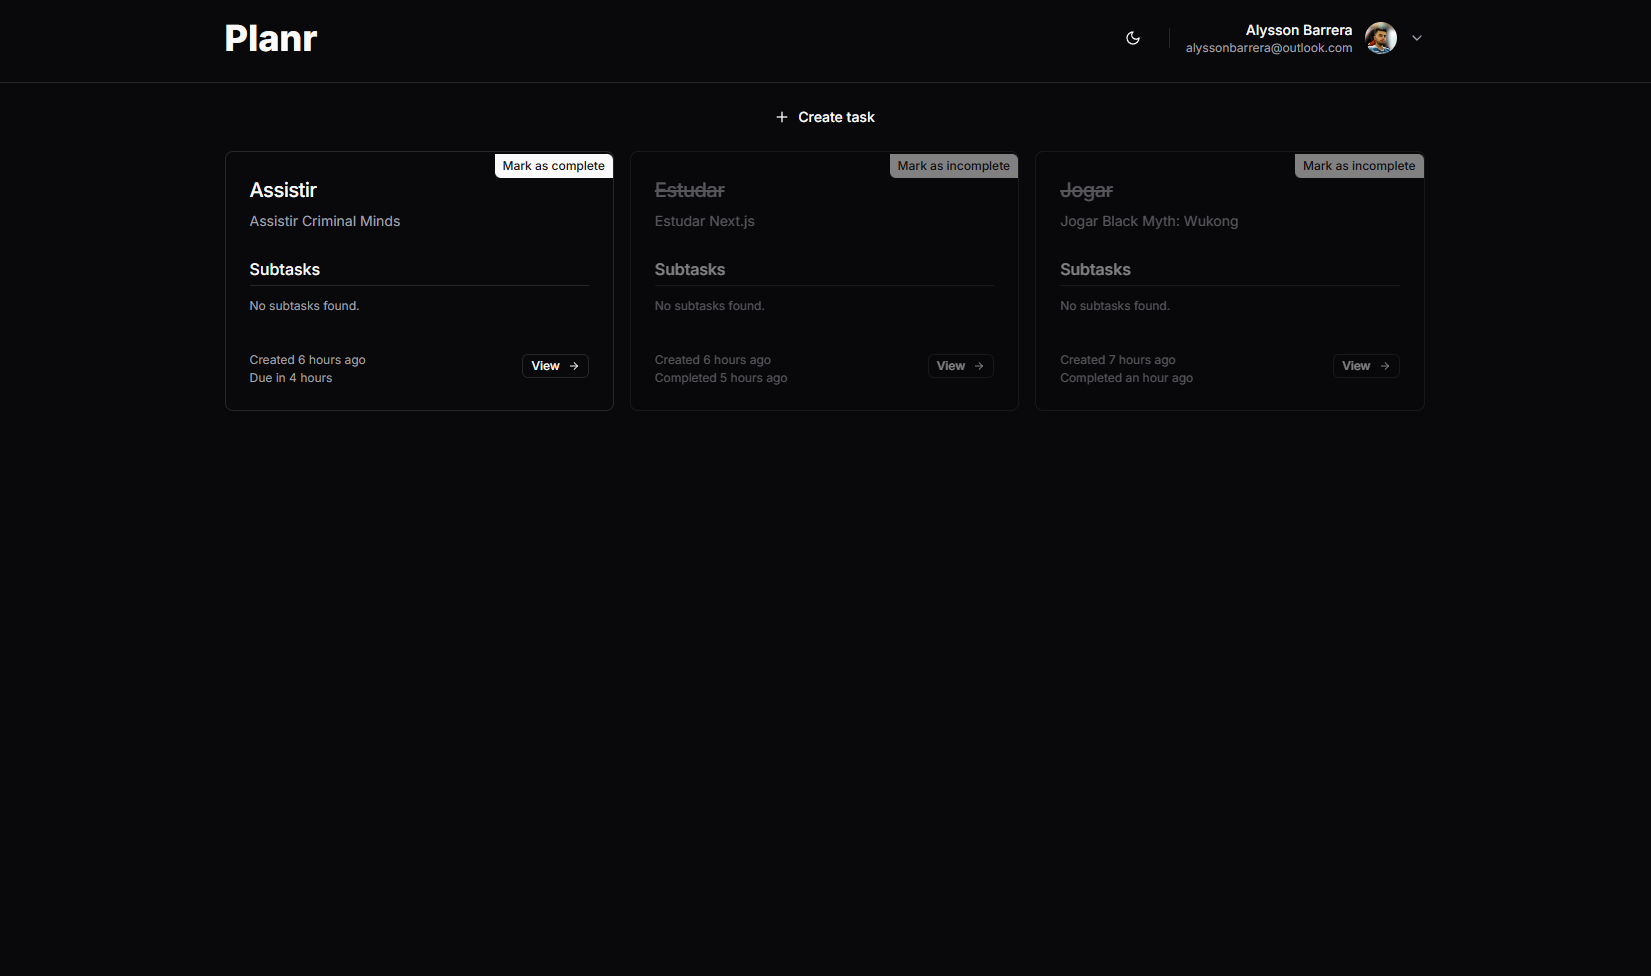 Planr
Alysson Barrera
alyssonbarrera@outlook.com
Create task
Mark as complete
Assistir
Assistir Criminal Minds
Subtasks
No subtasks found.
Created 6 hours ago
Due in 4 hours
View
Mark as incomplete
Estudar
Estudar Next.js
Subtasks
No subtasks found.
Created 6 hours ago
Completed 5 hours ago
View
Mark as incomplete
Jogar
Jogar Black Myth: Wukong
Subtasks
No subtasks found.
Created 7 hours ago
Completed an hour ago
View